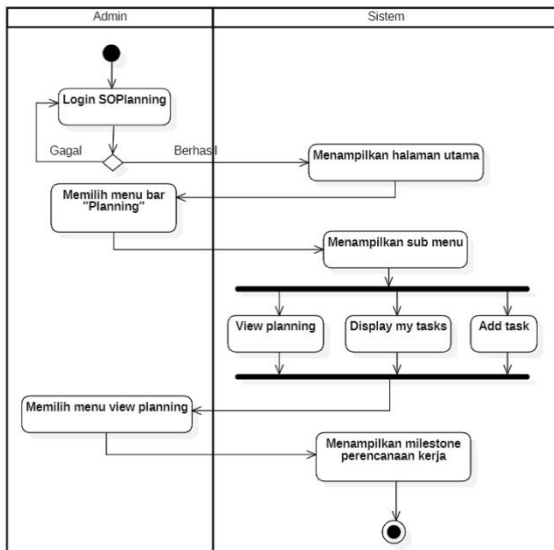 Admin
Sistem
Login SOPlanning
Gagal
Berhasil
Menampilkan halaman utama
Memilih menu bar
"Planning"
Menampilkan sub menu
View planning
Display my tasks
Add task
Memilih menu view planning
Menampilkan milestone
perencanaan kerja